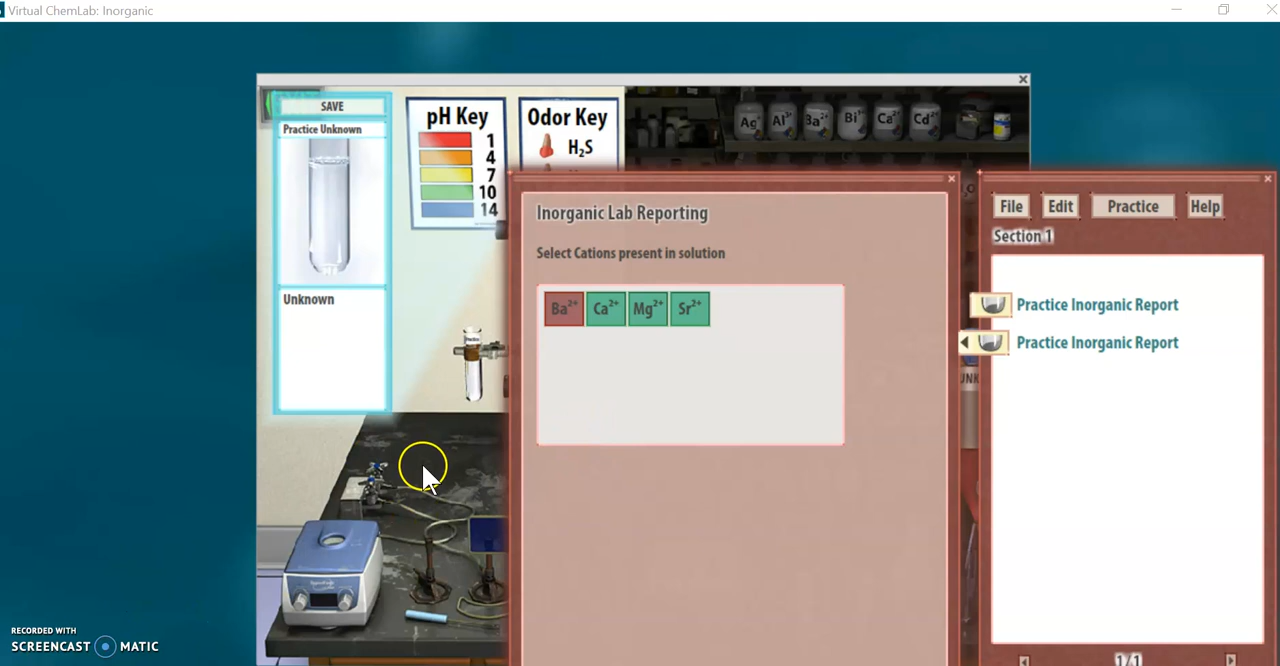 Virtual ChemLab: Inorganic
SAVE
Practice Unknown
Unknown
pH Key
1
4
7
10
14
Odor Key
H₂S
Ag⁺
Al³⁺
Ba²⁺
Bi³⁺
Ca²⁺
Cd²⁺
Practice
Inorganic Lab Reporting
Select Cations present in solution
Ba²⁺ Ca²⁺ Mg²⁺ Sr²⁺
File Edit Practice Help
Section 1
Practice Inorganic Report
Practice Inorganic Report
1/1
RECORDED WITH
SCREENCAST MATIC